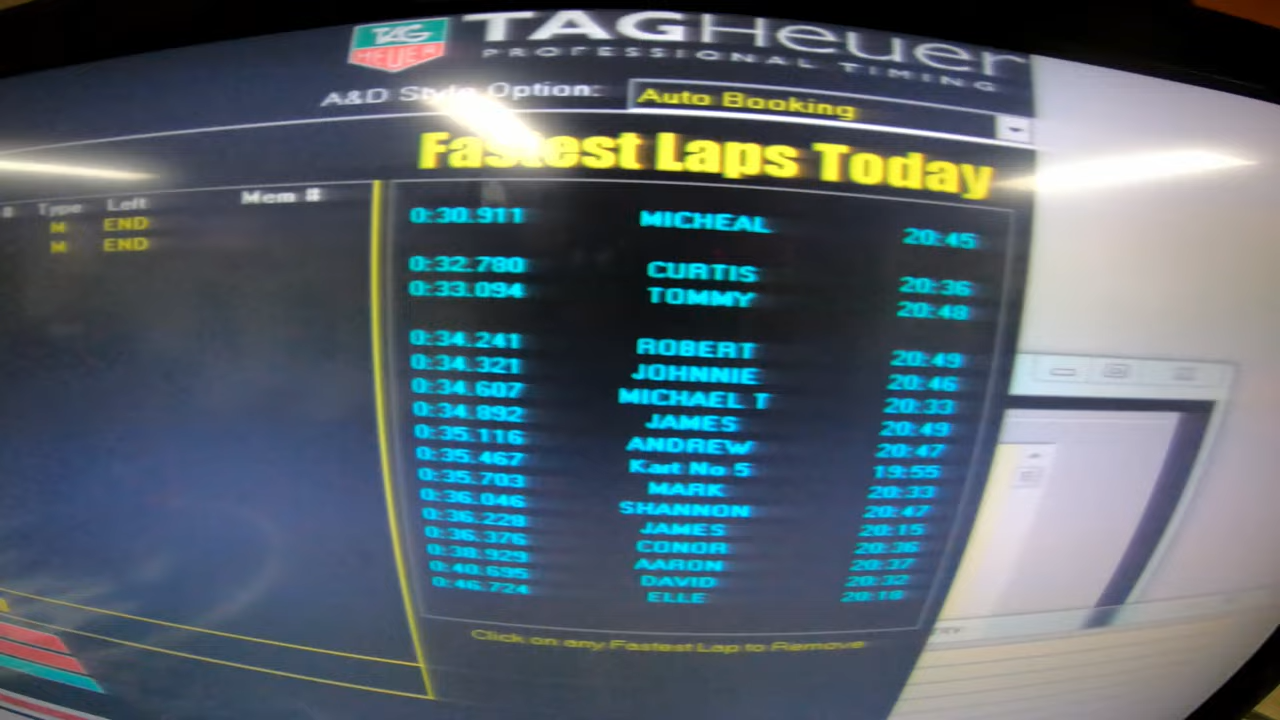 TAG HEUER
TAGHeuer
PROFESSIONAL TIMING
A&D Style Option: Auto Booking
Fastest Laps Today
Type Left Mem #
M END
M END
0:30.911 MICHEAL 20:45
0:32.780 CURTIS 20:36
0:33.094 TOMMY 20:48
0:34.241 ROBERT 20:49
0:34.321 JOHNNIE 20:46
0:34.607 MICHAEL T 20:33
0:34.892 JAMES 20:49
0:35.116 ANDREW 20:47
0:35.467 Kart No 5 19:55
0:35.703 MARK 20:33
0:36.046 SHANNON 20:47
0:36.220 JAMES 20:15
0:36.376 CONOR 20:36
0:38.929 AARON 20:37
0:40.695 DAVID 20:32
0:46.724 ELLE 20:18
Click on any Fastest Lap to Remove